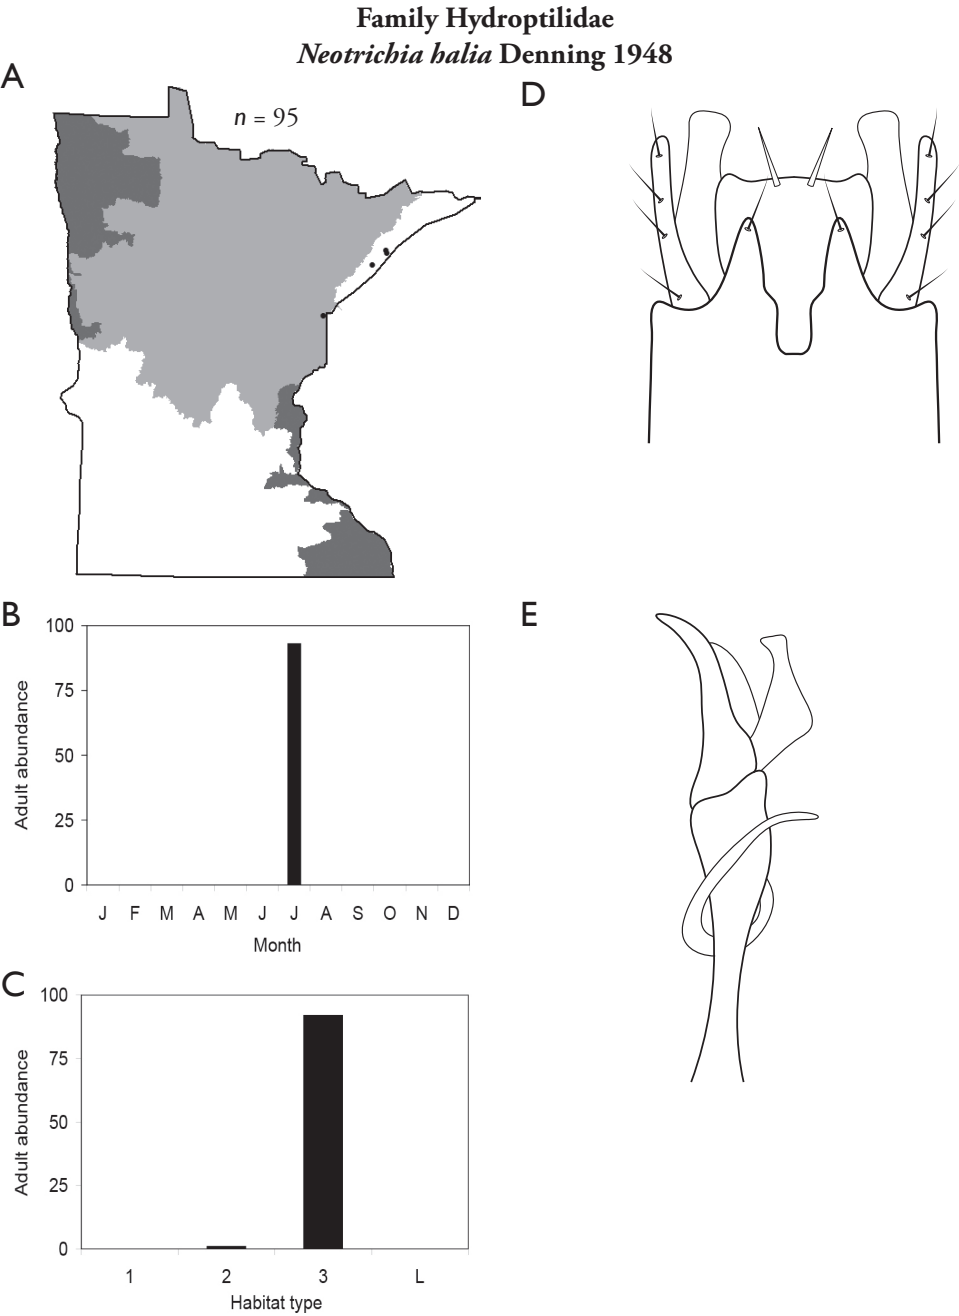 Family Hydroptilidae
Neotrichia halia Denning 1948
A
n = 95
D
B
100
75
50
25
0
Adult abundance
J F M A M J J A S O N D
Month
E
C
100
75
50
25
0
Adult abundance
1 2 3 L
Habitat type